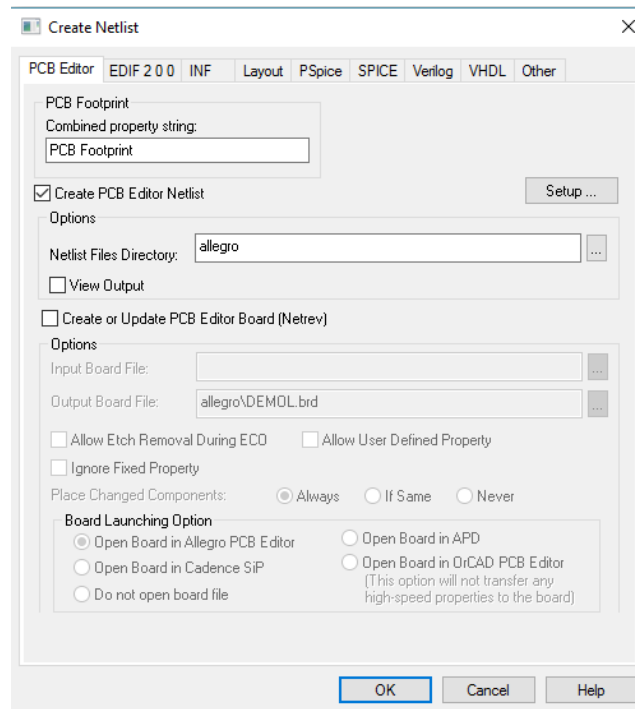 Create Netlist
PCB Editor EDIF 2 0 0 INF Layout PSpice SPICE Verilog VHDL Other
PCB Footprint
Combined property string:
PCB Footprint
Create PCB Editor Netlist
Setup ...
Options
Netlist Files Directory: allegro ...
View Output
Create or Update PCB Editor Board (Netrev)
Options
Input Board File: ...
Output Board File: allegro\DEMOL.brd ...
Allow Etch Removal During ECO Allow User Defined Property
Ignore Fixed Property
Place Changed Components: Always If Same Never
Board Launching Option
Open Board in Allegro PCB Editor Open Board in APD
Open Board in Cadence SiP Open Board in OrCAD PCB Editor
(This option will not transfer any
Do not open board file high-speed properties to the board)
OK Cancel Help